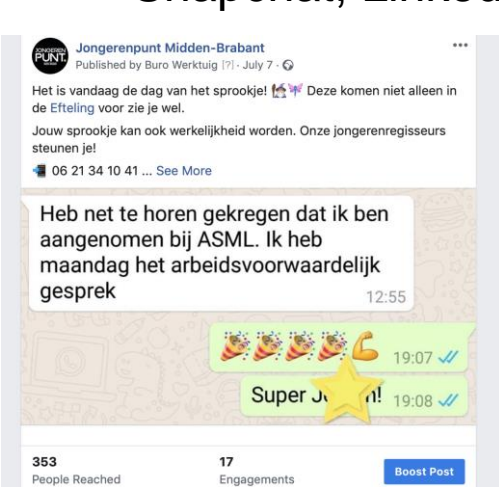 JONGEREN
PUNT.
Jongerenpunt Midden-Brabant
Published by Buro Werktuig [?] · July 7 ·
Het is vandaag de dag van het sprookje! Deze komen niet alleen in
de Efteling voor zie je wel.
Jouw sprookje kan ook werkelijkheid worden. Onze jongerenregisseurs
steunen je!
06 21 34 10 41 ... See More
Heb net te horen gekregen dat ik ben
aangenomen bij ASML. Ik heb
maandag het arbeidsvoorwaardelijk
gesprek
12:55
🎉🎉🎉🎉💪 19:07
Super n! 19:08
353
People Reached
17
Engagements
Boost Post